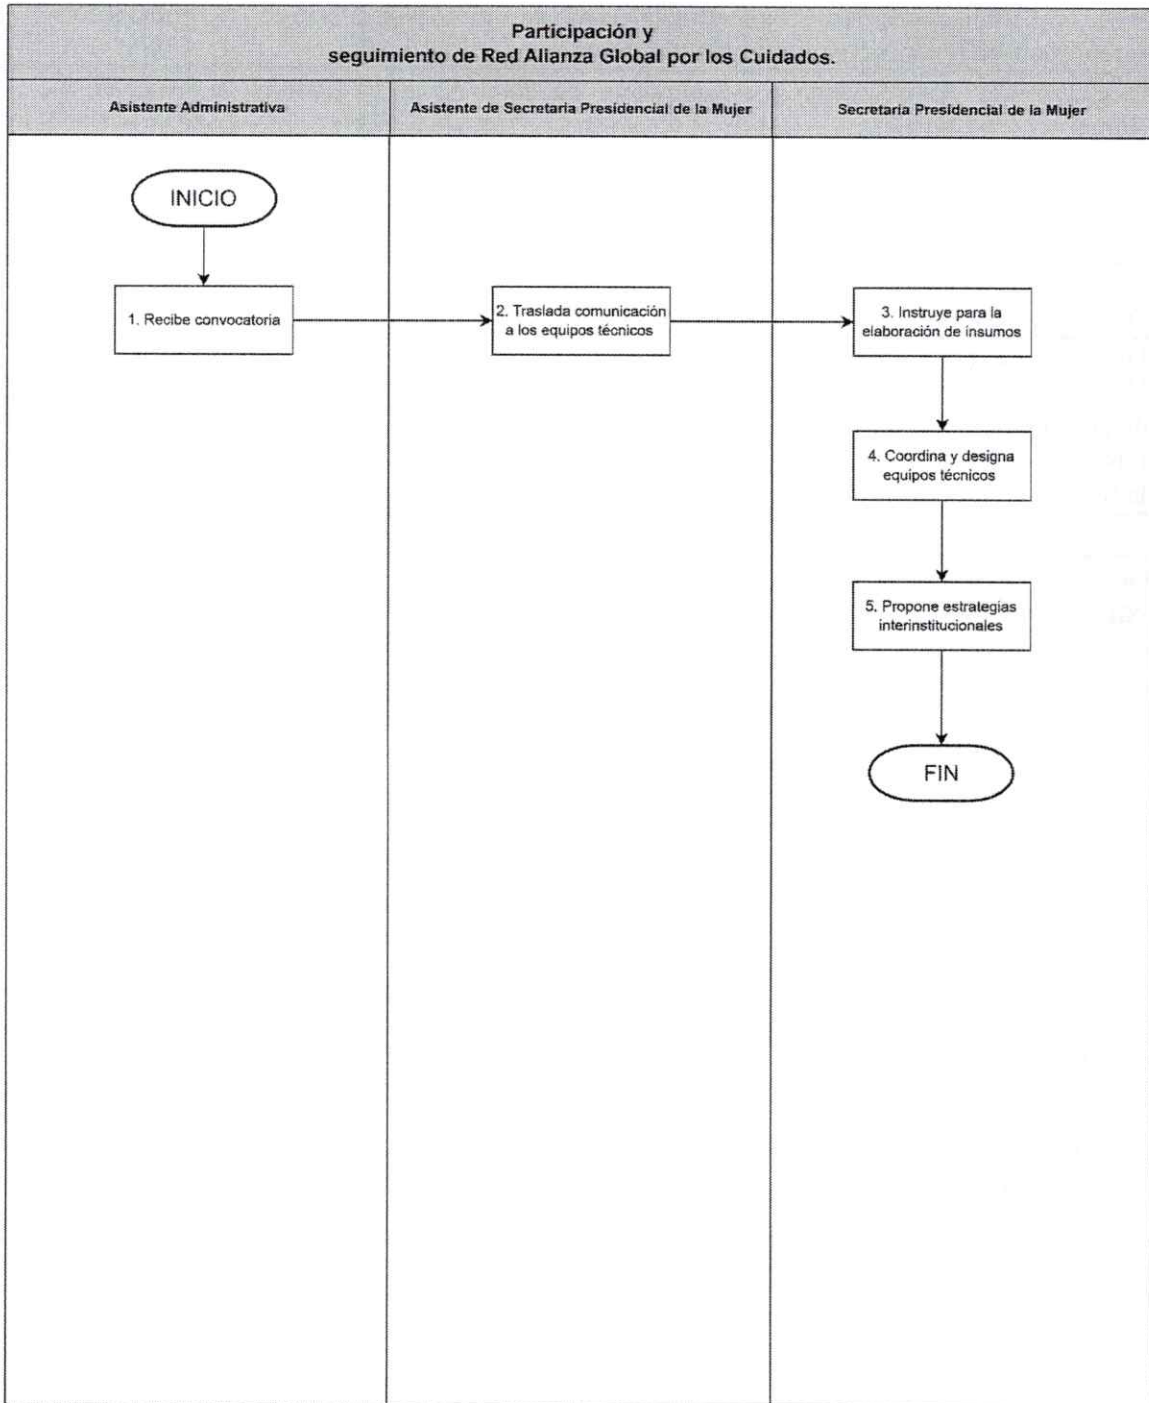 Participación y
seguimiento de Red Alianza Global por los Cuidados.
Asistente Administrativa
Asistente de Secretaria Presidencial de la Mujer
Secretaria Presidencial de la Mujer
INICIO
1. Recibe convocatoria
2. Traslada comunicación
a los equipos técnicos
3. Instruye para la
elaboración de insumos
4. Coordina y designa
equipos técnicos
5. Propone estrategias
interinstitucionales
FIN